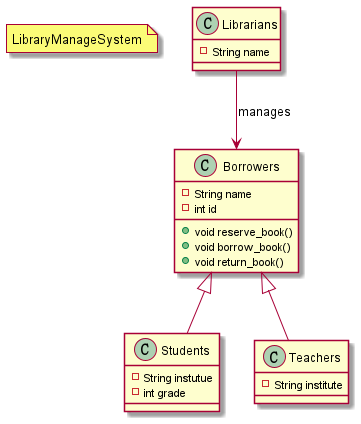 LibraryManageSystem
C Librarians
String name
manages
C Borrowers
String name
int id
void reserve_book()
void borrow_book()
void return_book()
C Students
String instutue
int grade
C Teachers
String institute